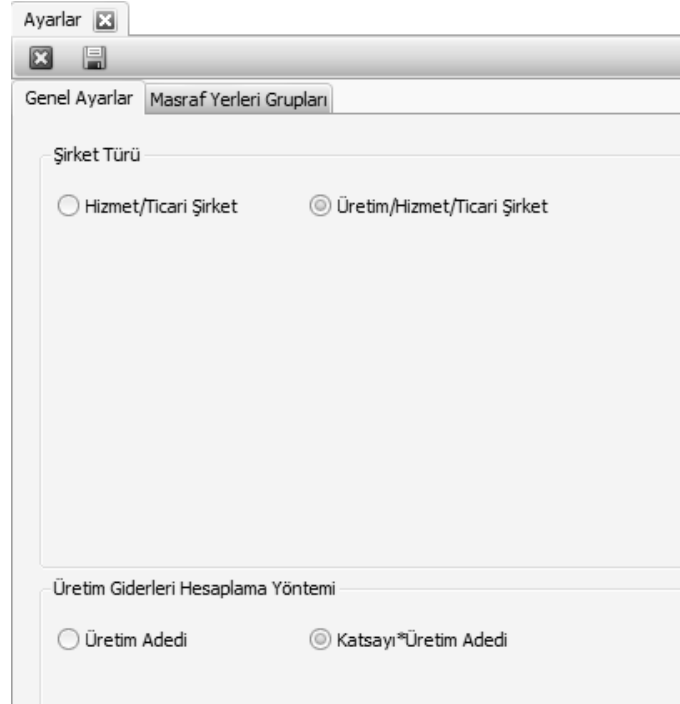 Ayarlar
Genel Ayarlar Masraf Yerleri Grupları
Şirket Türü
Hizmet/Ticari Şirket Üretim/Hizmet/Ticari Şirket
Üretim Giderleri Hesaplama Yöntemi
Üretim Adedi Katsayı*Üretim Adedi